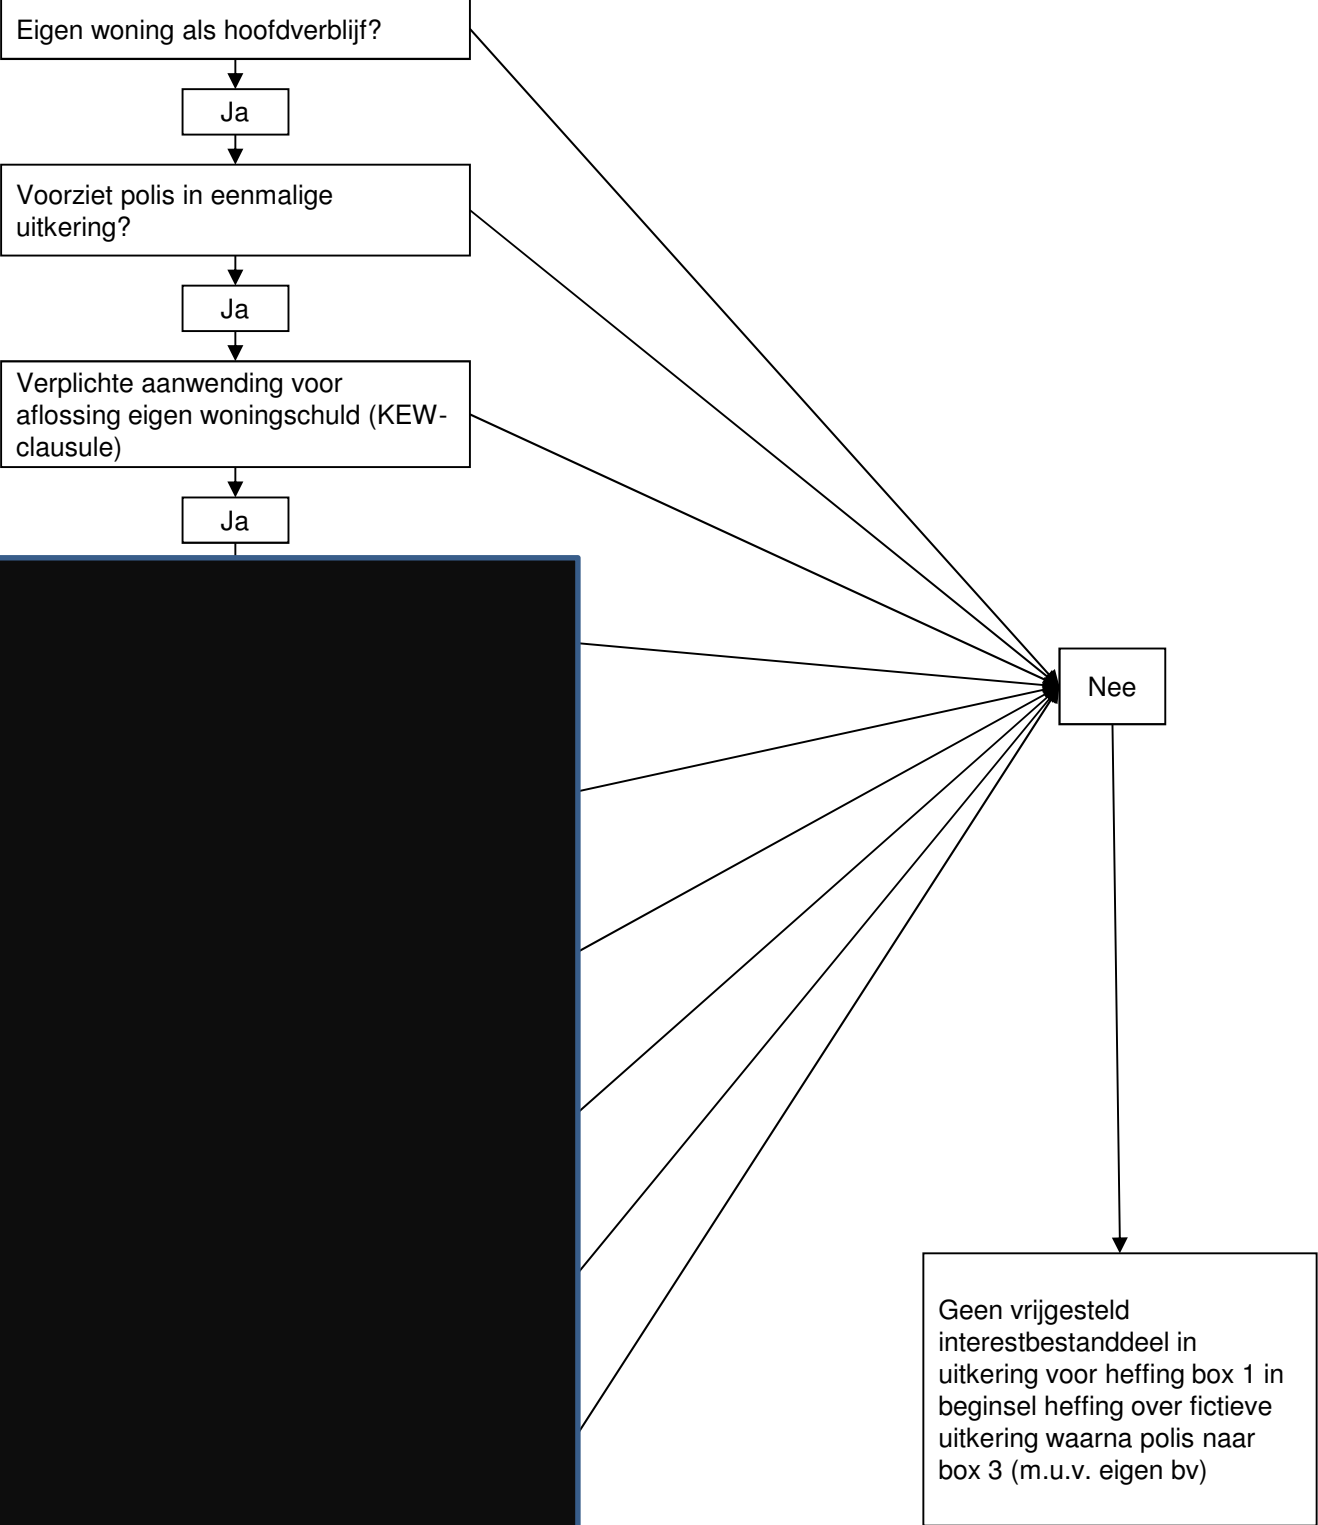 Eigen woning als hoofdverblijf?
Ja
Voorziet polis in eenmalige
uitkering?
Ja
Verplichte aanwending voor
aflossing eigen woningschuld (KEW-
clausule)
Ja
Nee
Geen vrijgesteld
interestbestanddeel in
uitkering voor heffing box 1 in
beginsel heffing over fictieve
uitkering waarna polis naar
box 3 (m.u.v. eigen bv)